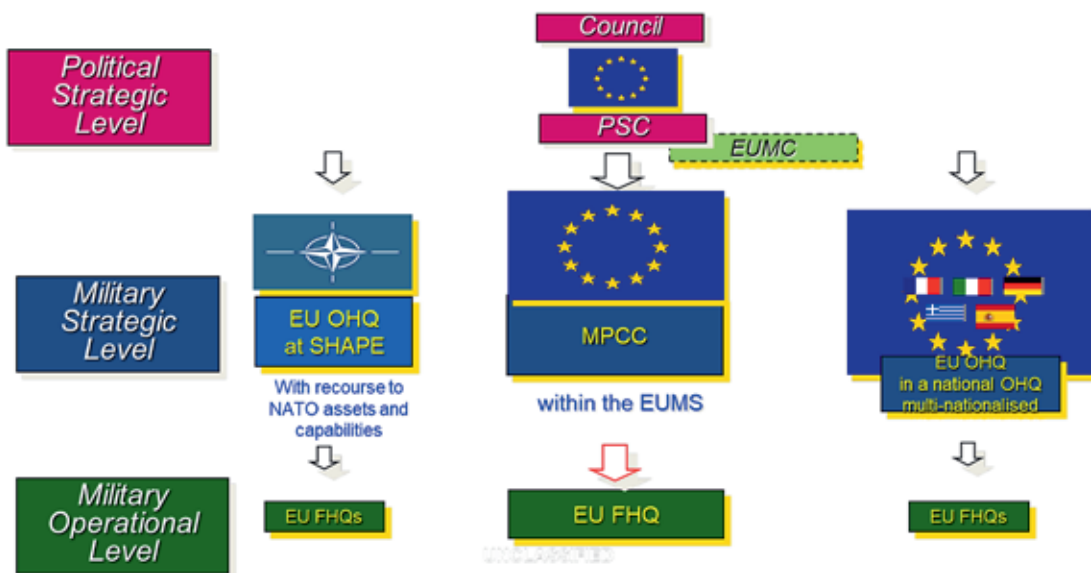 Council
Political
Strategic
Level
PSC
EUMC
Military
Strategic
Level
EU OHQ
at SHAPE
With recourse to
NATO assets and
capabilities
MPCC
within the EUMS
EU OHQ
in a national OHQ
multi-nationalised
Military
Operational
Level
EU FHQs
EU FHQ
EU FHQs
UNCLASSIFIED